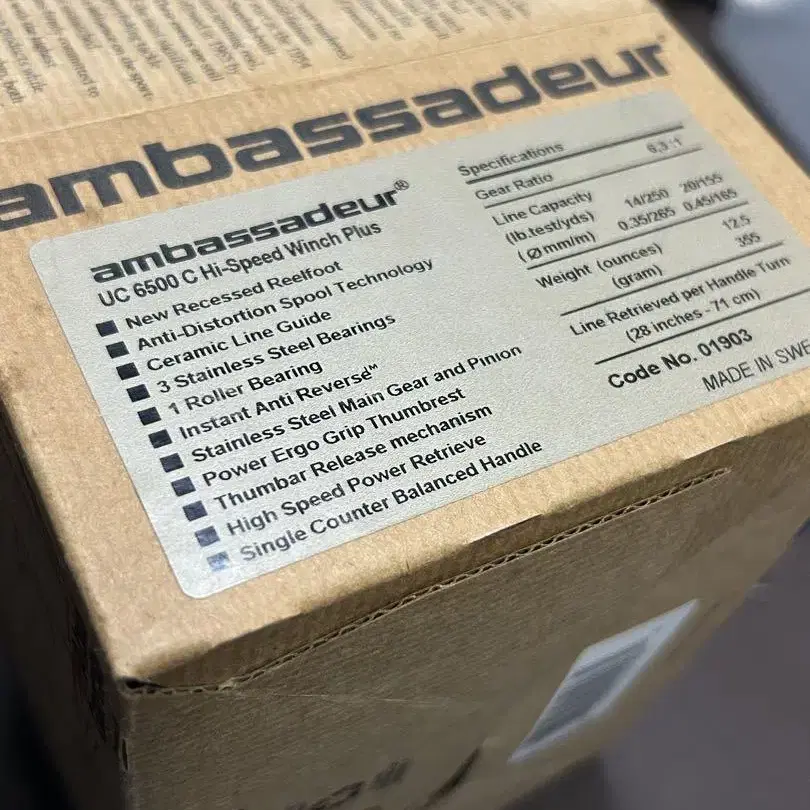 ambassadeur
ambassadeur®
UC 6500 C Hi-Speed Winch Plus
■ New Recessed Reelfoot
■ Anti-Distortion Spool Technology
■ Ceramic Line Guide
■ 3 Stainless Steel Bearings
■ 1 Roller Bearing
■ Instant Anti Reverse™
■ Stainless Steel Main Gear and Pinion
■ Power Ergo Grip Thumbrest
■ Thumbar Release mechanism
■ High Speed Power Retrieve
■ Single Counter Balanced Handle
Specifications
Gear Ratio 6.3:1
Line Capacity
(lb.test/yds) 14/250 20/155
(Ømm/m) 0.35/265 0.45/165
Weight (ounces) 12.5
(gram) 355
Line Retrieved per Handle Turn
(28 inches - 71 cm)
Code No. 01903
MADE IN SWE